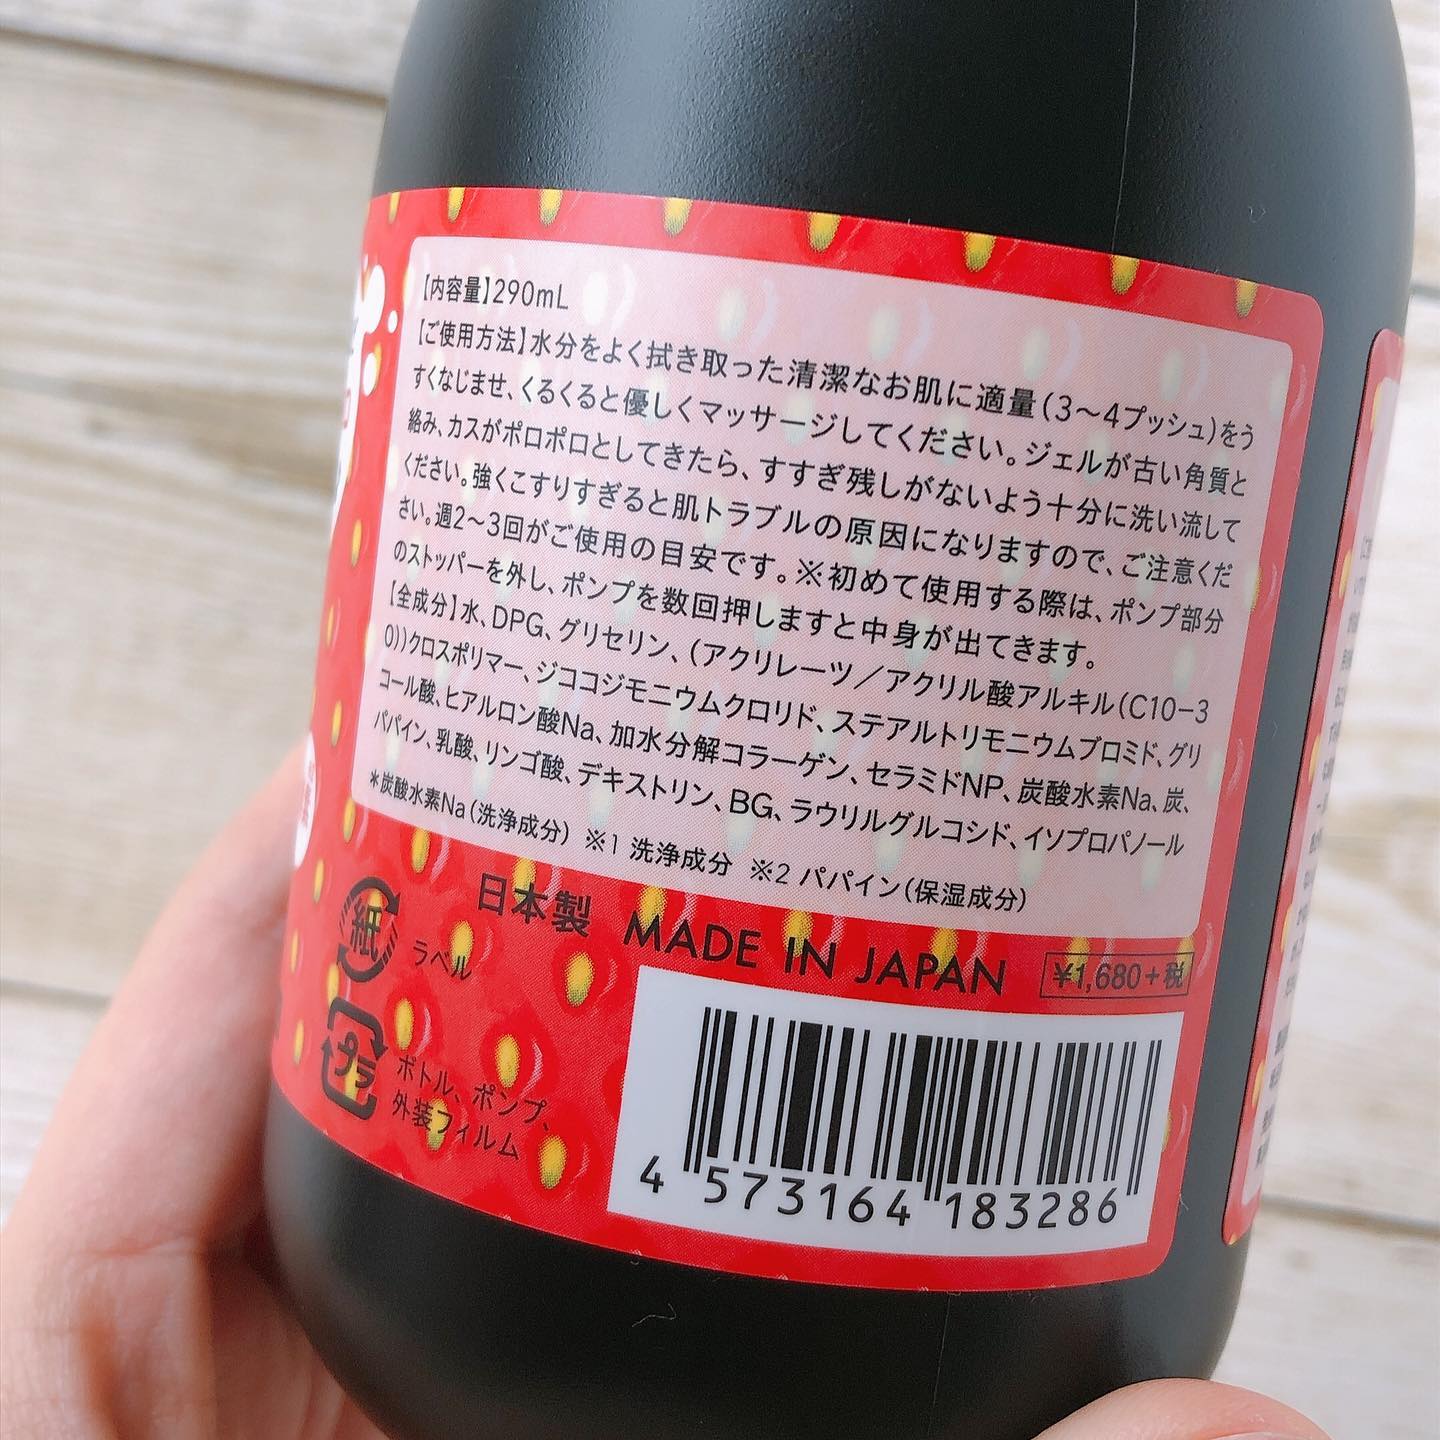 【内容量】290mL
【ご使用方法】水分をよく拭き取った清潔なお肌に適量(3〜4プッシュ)をう
すくなじませ、くるくると優しくマッサージしてください。ジェルが古い角質と
絡み、カスがポロポロとしてきたら、すすぎ残しがないよう十分に洗い流して
ください。強くこすりすぎると肌トラブルの原因になりますので、ご注意くだ
さい。週2〜3回がご使用の目安です。※初めて使用する際は、ポンプ部分
のストッパーを外し、ポンプを数回押しますと中身が出てきます。
【全成分】水、DPG、グリセリン、(アクリレーツ/アクリル酸アルキル(C10-3
0))クロスポリマー、ジココジモニウムクロリド、ステアルトリモニウムブロミド、グリ
コール酸、ヒアルロン酸Na、加水分解コラーゲン、セラミドNP、炭酸水素Na、炭、
パパイン、乳酸、リンゴ酸、デキストリン、BG、ラウリルグルコシド、イソプロパノール
*炭酸水素Na(洗浄成分) ※1 洗浄成分 ※2 パパイン(保湿成分)
日本製 MADE IN JAPAN ¥1,680+税
紙 ラベル
プラ ボトル、ポンプ、
外装フィルム
4 573164 183286